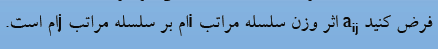 فرض کنید aij اثر وزن سلسله مراتب iام بر سلسله مراتب jام است.